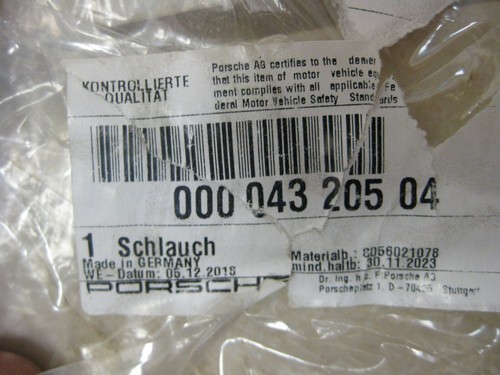 KONTROLLIERTE
QUALITÄT
Porsche AG certifies to the
that this item of motor vehicle
ment complies with all applicable Fe
deral Motor Vehicle Safety Standards
000 043 205 04
1 Schlauch
Made in GERMANY
WE-Datum: 05.12.2018
PORSCHE
Materialb.: S056021078
mind.haltb: 30.11.2023
Dr. Ing. h.c. F.Porsche AG
Porscheplatz 1, D-70435 Stuttgart